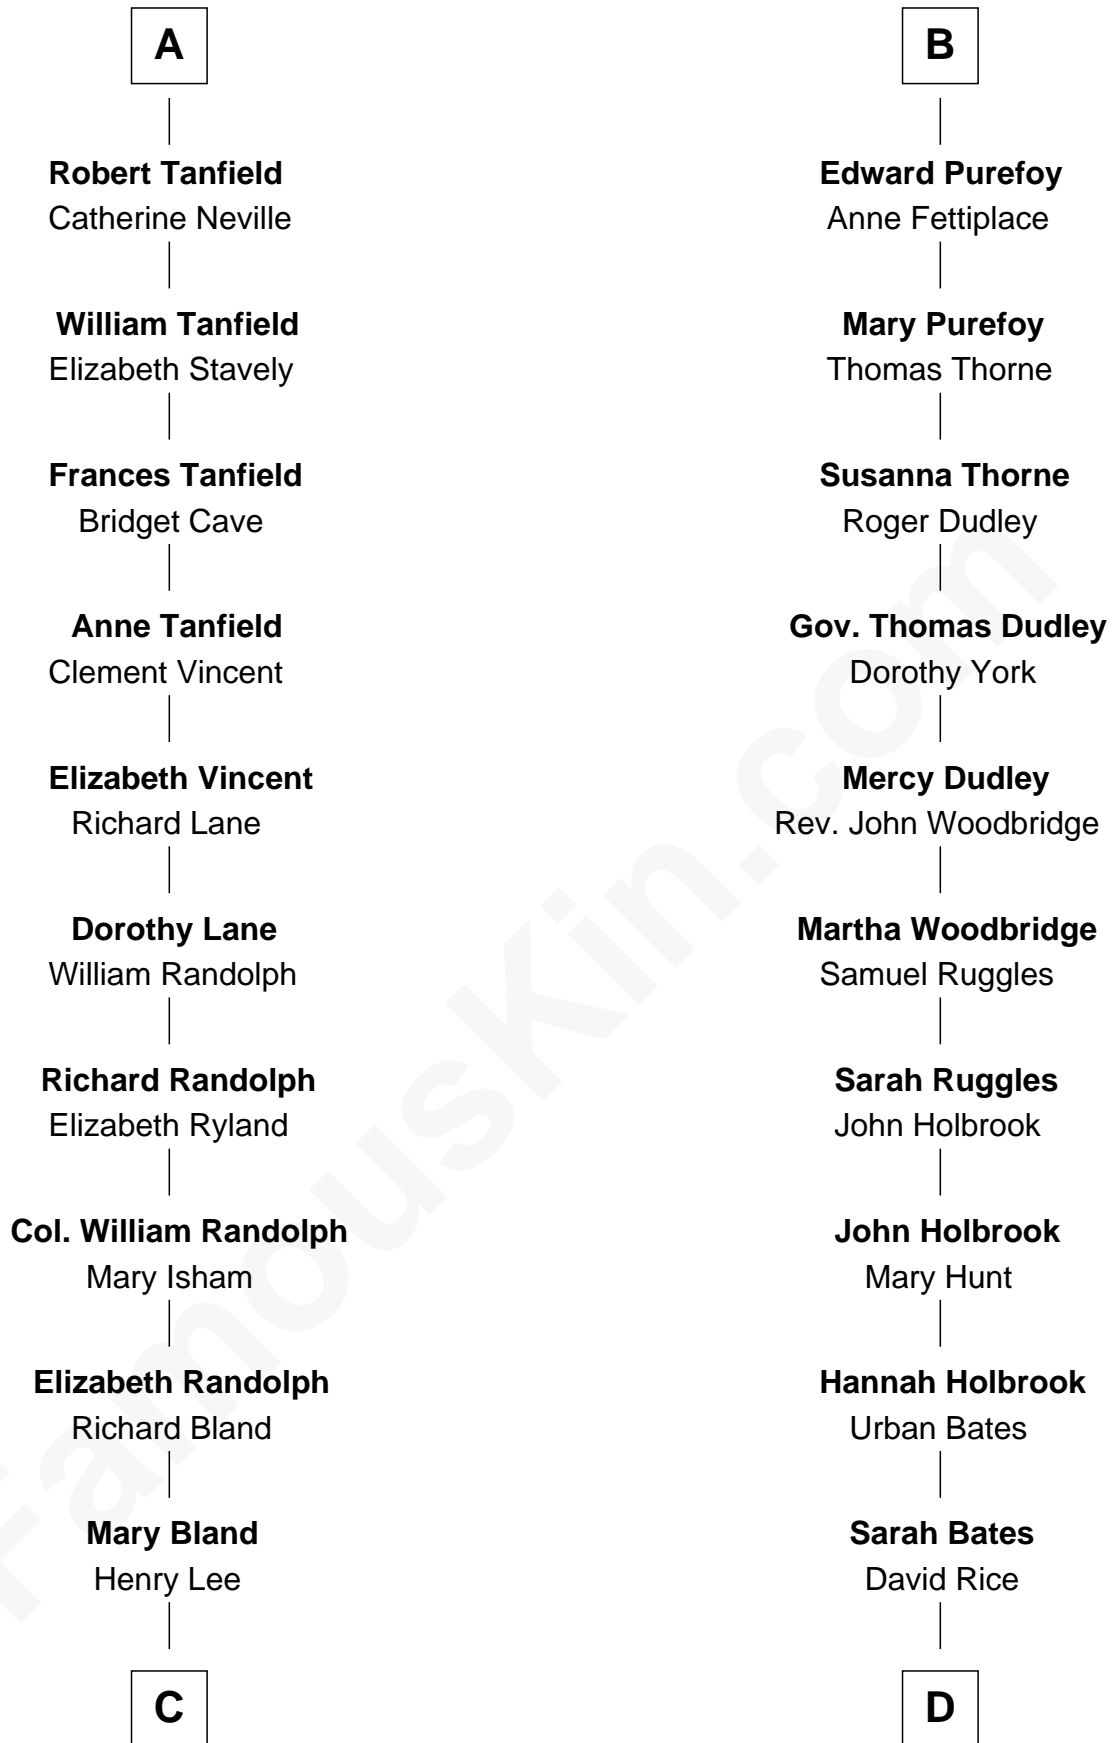 A
Robert Tanfield
Catherine Neville
William Tanfield
Elizabeth Stavely
Frances Tanfield
Bridget Cave
Anne Tanfield
Clement Vincent
Elizabeth Vincent
Richard Lane
Dorothy Lane
William Randolph
Richard Randolph
Elizabeth Ryland
Col. William Randolph
Mary Isham
Elizabeth Randolph
Richard Bland
Mary Bland
Henry Lee
C
B
Edward Purefoy
Anne Fettiplace
Mary Purefoy
Thomas Thorne
Susanna Thorne
Roger Dudley
Gov. Thomas Dudley
Dorothy York
Mercy Dudley
Rev. John Woodbridge
Martha Woodbridge
Samuel Ruggles
Sarah Ruggles
John Holbrook
John Holbrook
Mary Hunt
Hannah Holbrook
Urban Bates
Sarah Bates
David Rice
D
FamousKin.com